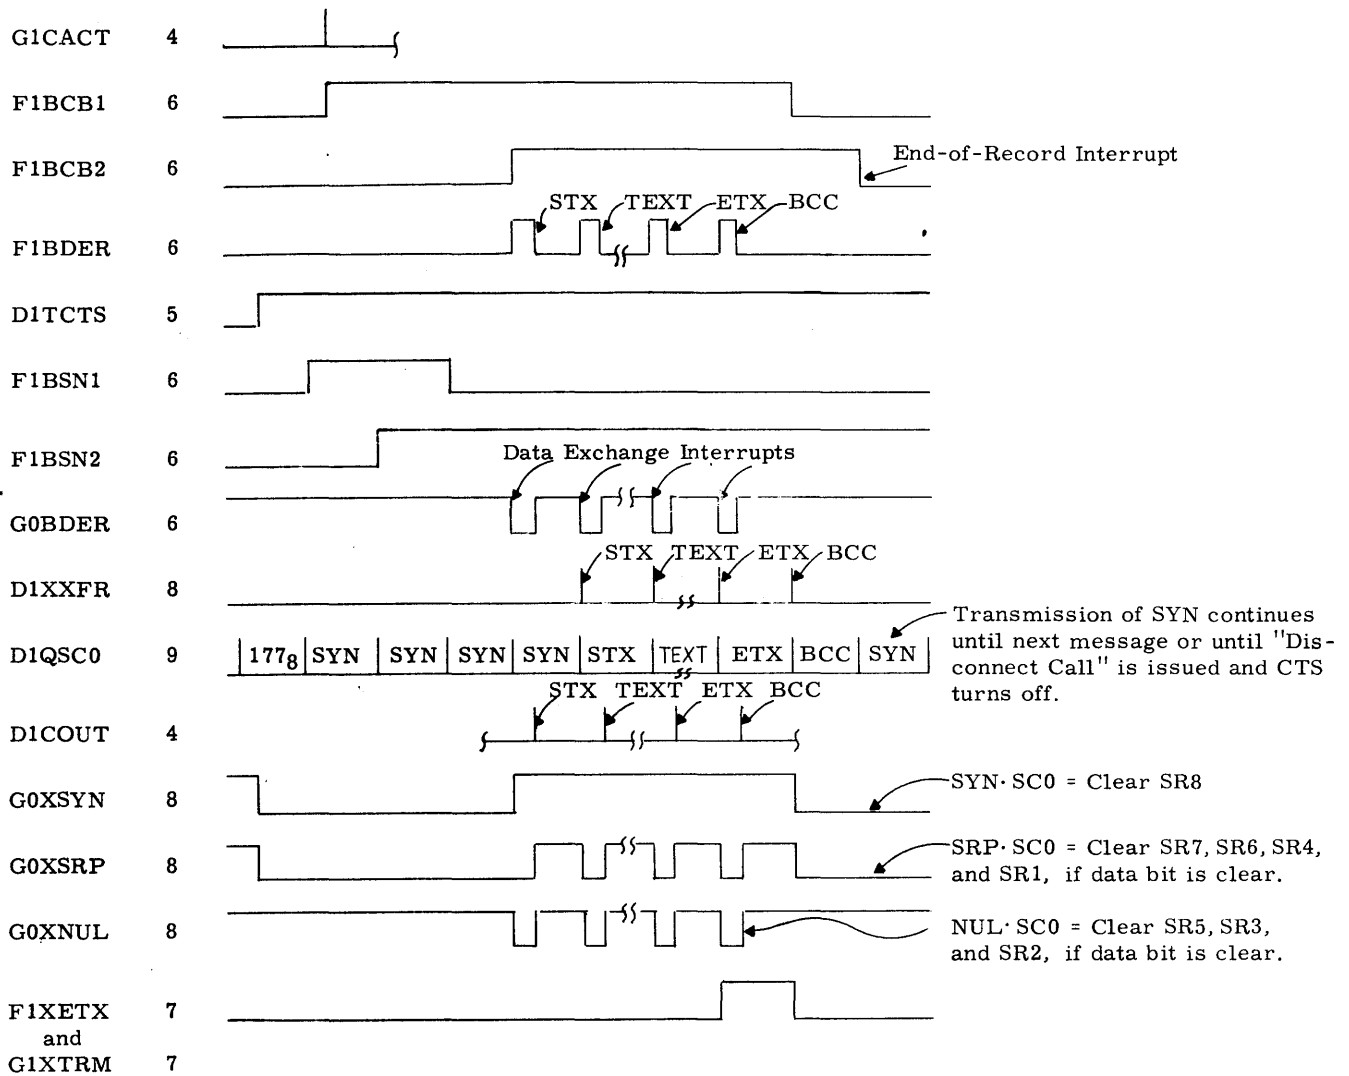 G1CACT 4
F1BCB1 6
F1BCB2 6
End-of-Record Interrupt
STX TEXT ETX BCC
F1BDER 6
D1TCTS 5
F1BSN1 6
F1BSN2 6
Data Exchange Interrupts
G0BDER 6
STX TEXT ETX BCC
D1XXFR 8
Transmission of SYN continues
until next message or until "Dis-
connect Call" is issued and CTS
turns off.
D1QSC0 9 177₈ SYN SYN SYN SYN STX TEXT ETX BCC SYN
STX TEXT ETX BCC
D1COUT 4
G0XSYN 8
SYN·SC0 = Clear SR8
G0XSRP 8
SRP·SC0 = Clear SR7, SR6, SR4,
and SR1, if data bit is clear.
G0XNUL 8
NUL·SC0 = Clear SR5, SR3,
and SR2, if data bit is clear.
F1XETX 7
and
G1XTRM 7